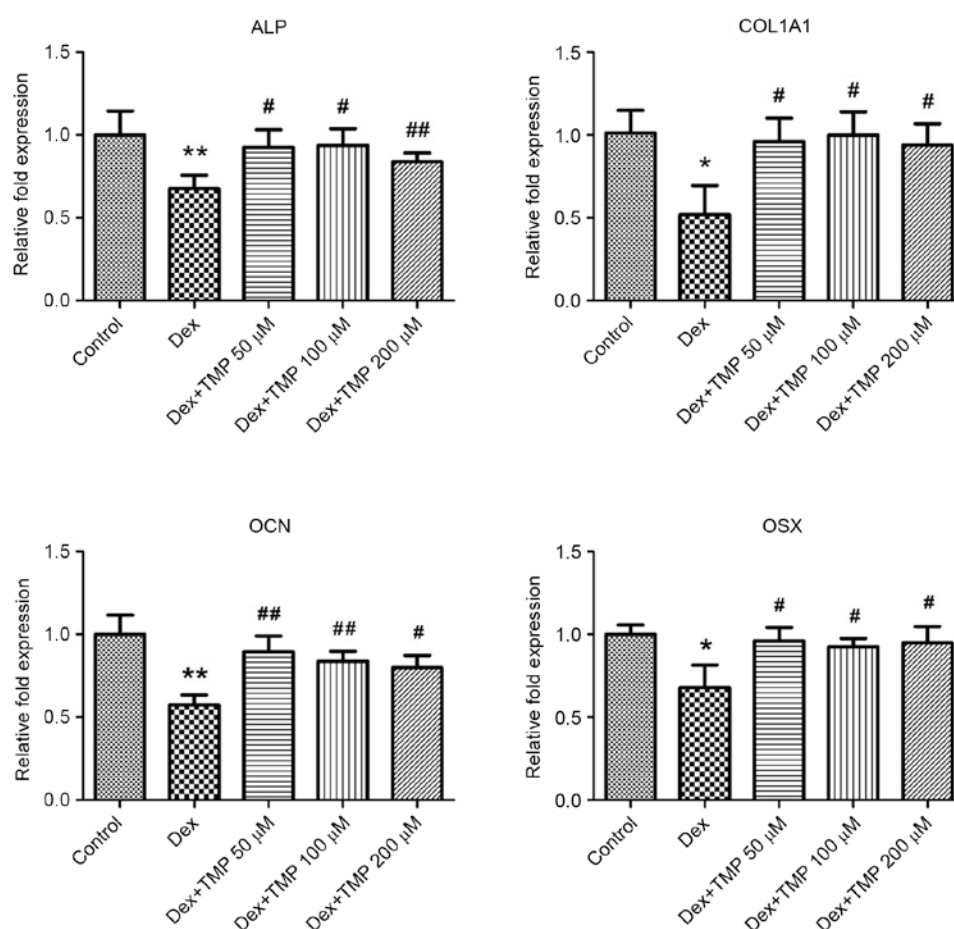 ALP
Relative fold expression
1.5
1.0
0.5
0.0
**
#
#
##
Control
Dex
Dex+TMP 50 μM
Dex+TMP 100 μM
Dex+TMP 200 μM
COL1A1
Relative fold expression
1.5
1.0
0.5
0.0
*
#
#
#
Control
Dex
Dex+TMP 50 μM
Dex+TMP 100 μM
Dex+TMP 200 μM
OCN
Relative fold expression
1.5
1.0
0.5
0.0
**
##
##
#
Control
Dex
Dex+TMP 50 μM
Dex+TMP 100 μM
Dex+TMP 200 μM
OSX
Relative fold expression
1.5
1.0
0.5
0.0
*
#
#
#
Control
Dex
Dex+TMP 50 μM
Dex+TMP 100 μM
Dex+TMP 200 μM